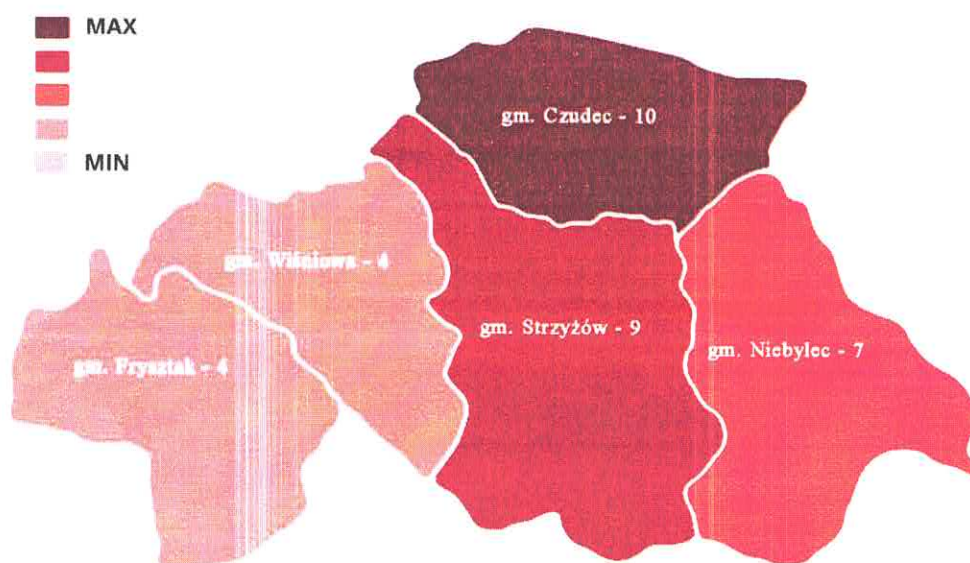 MAX
MIN
gm. Czudec - 10
gm. Wiśniowa - 4
gm. Strzyżów - 9
gm. Niebylec - 7
gm. Frysztak - 4